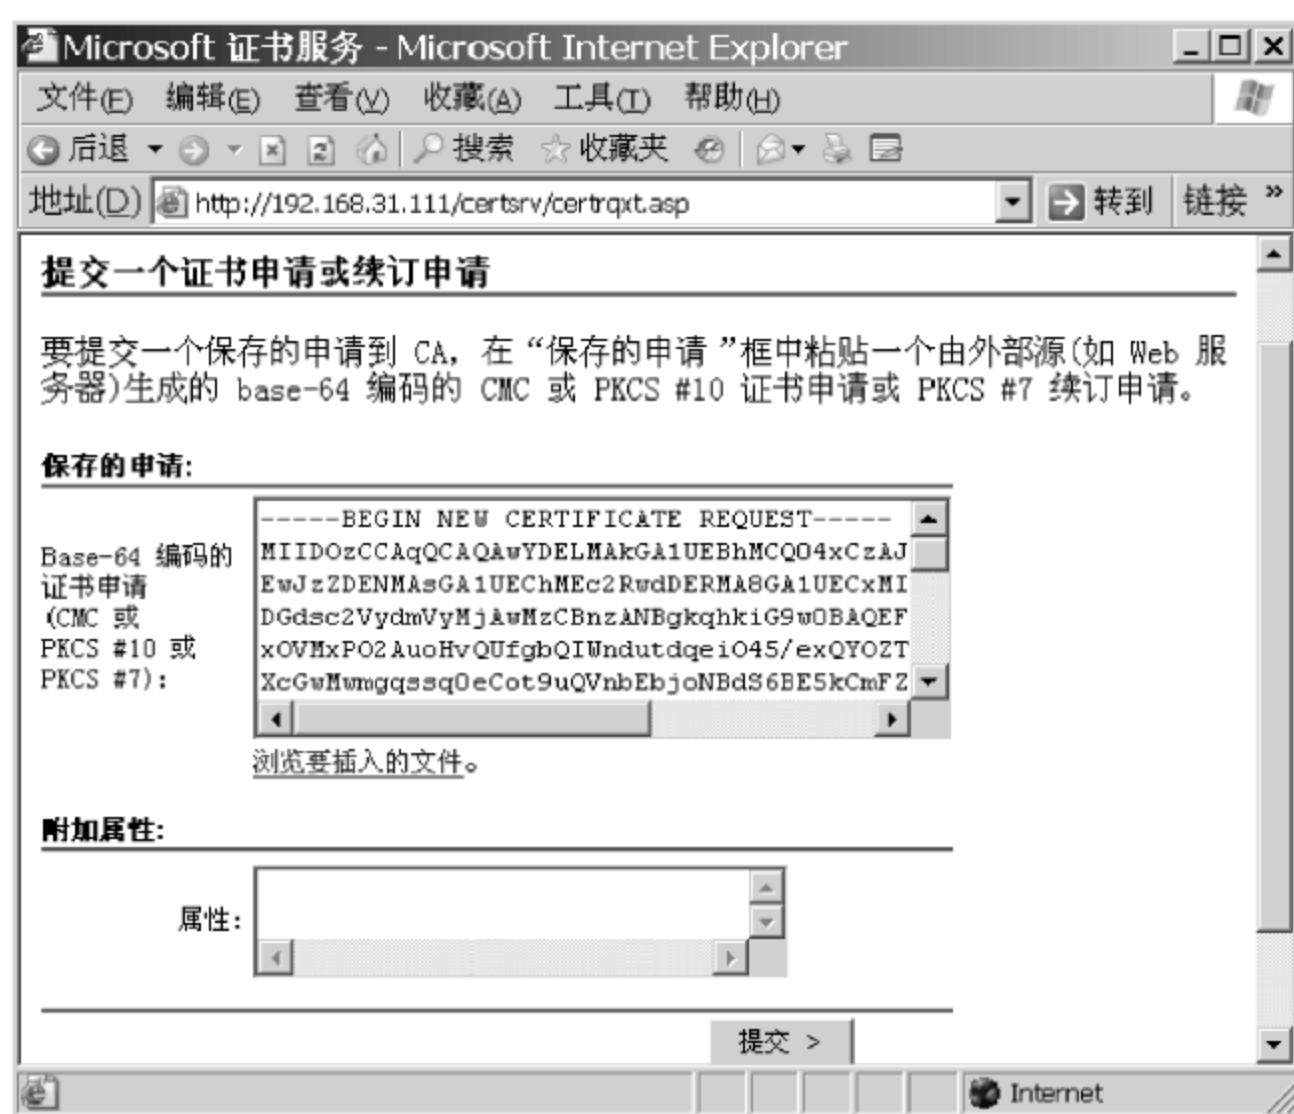 Microsoft 证书服务 - Microsoft Internet Explorer
文件(F) 编辑(E) 查看(V) 收藏(A) 工具(T) 帮助(H)
后退 搜索 收藏夹
地址(D) http://192.168.31.111/certsrv/certrqxt.asp 转到 链接 »
提交一个证书申请或续订申请
要提交一个保存的申请到 CA，在“保存的申请”框中粘贴一个由外部源(如 Web 服
务器)生成的 base-64 编码的 CMC 或 PKCS #10 证书申请或 PKCS #7 续订申请。
保存的申请:
Base-64 编码的
证书申请
(CMC 或
PKCS #10 或
PKCS #7):
-----BEGIN NEW CERTIFICATE REQUEST-----
MIIDOzCCAqQCAQAwYDELMAkGA1UEBhMCQO4xCzAJ
EwJzZDENMAsGA1UEChMEc2RwdDERMA8GA1UECxMI
DGdsc2VydmVyMjAwMzCBnzANBgkqhkiG9w0BAQEF
xOVMxPO2AuoHvQUfgbQIWndutdqeiO45/exQYOZT
XcGwMwmgqssq0eCot9uQVnbEbjoNBdS6BE5kCmFZ
浏览要插入的文件。
附加属性:
属性:
提交 >
Internet